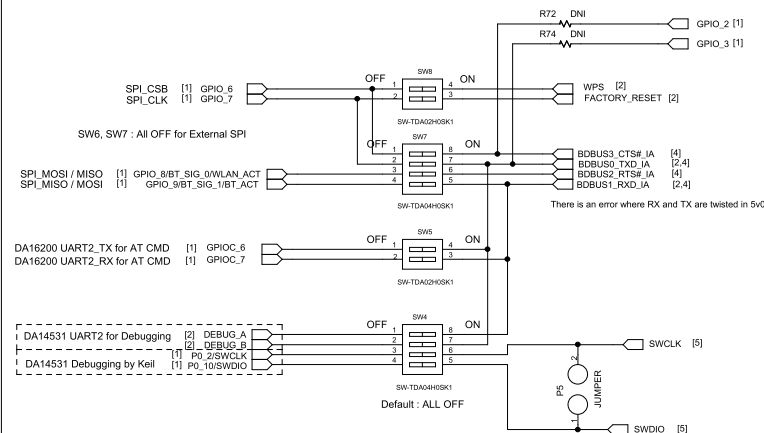 R72 DNI
GPIO_2 [1]
R74 DNI
GPIO_3 [1]
SW8
OFF 1 4 ON
2 3
SPI_CSB [1] GPIO_6
SPI_CLK [1] GPIO_7
WPS [2]
FACTORY_RESET [2]
SW-TDA02H0SK1
SW6, SW7 : All OFF for External SPI
SW7
OFF 1 8 ON
2 7
3 6
4 5
BDBUS3_CTS#_IA [4]
BDBUS0_TXD_IA [2,4]
SPI_MOSI / MISO [1] GPIO_8/BT_SIG_0/WLAN_ACT
BDBUS2_RTS#_IA [4]
SPI_MISO / MOSI [1] GPIO_9/BT_SIG_1/BT_ACT
BDBUS1_RXD_IA [2,4]
SW-TDA04H0SK1
There is an error where RX and TX are twisted in 5v0
SW5
OFF 1 4 ON
2 3
DA16200 UART2_TX for AT CMD [1] GPIOC_6
DA16200 UART2_RX for AT CMD [1] GPIOC_7
SW-TDA02H0SK1
SW4
OFF 1 8 ON
2 7
3 6
4 5
DA14531 UART2 for Debugging [2] DEBUG_A
[2] DEBUG_B
[1] P0_2/SWCLK
DA14531 Debugging by Keil [1] P0_10/SWDIO
SW-TDA04H0SK1
Default : ALL OFF
SWCLK [5]
2
P5
JUMPER
1
SWDIO [5]